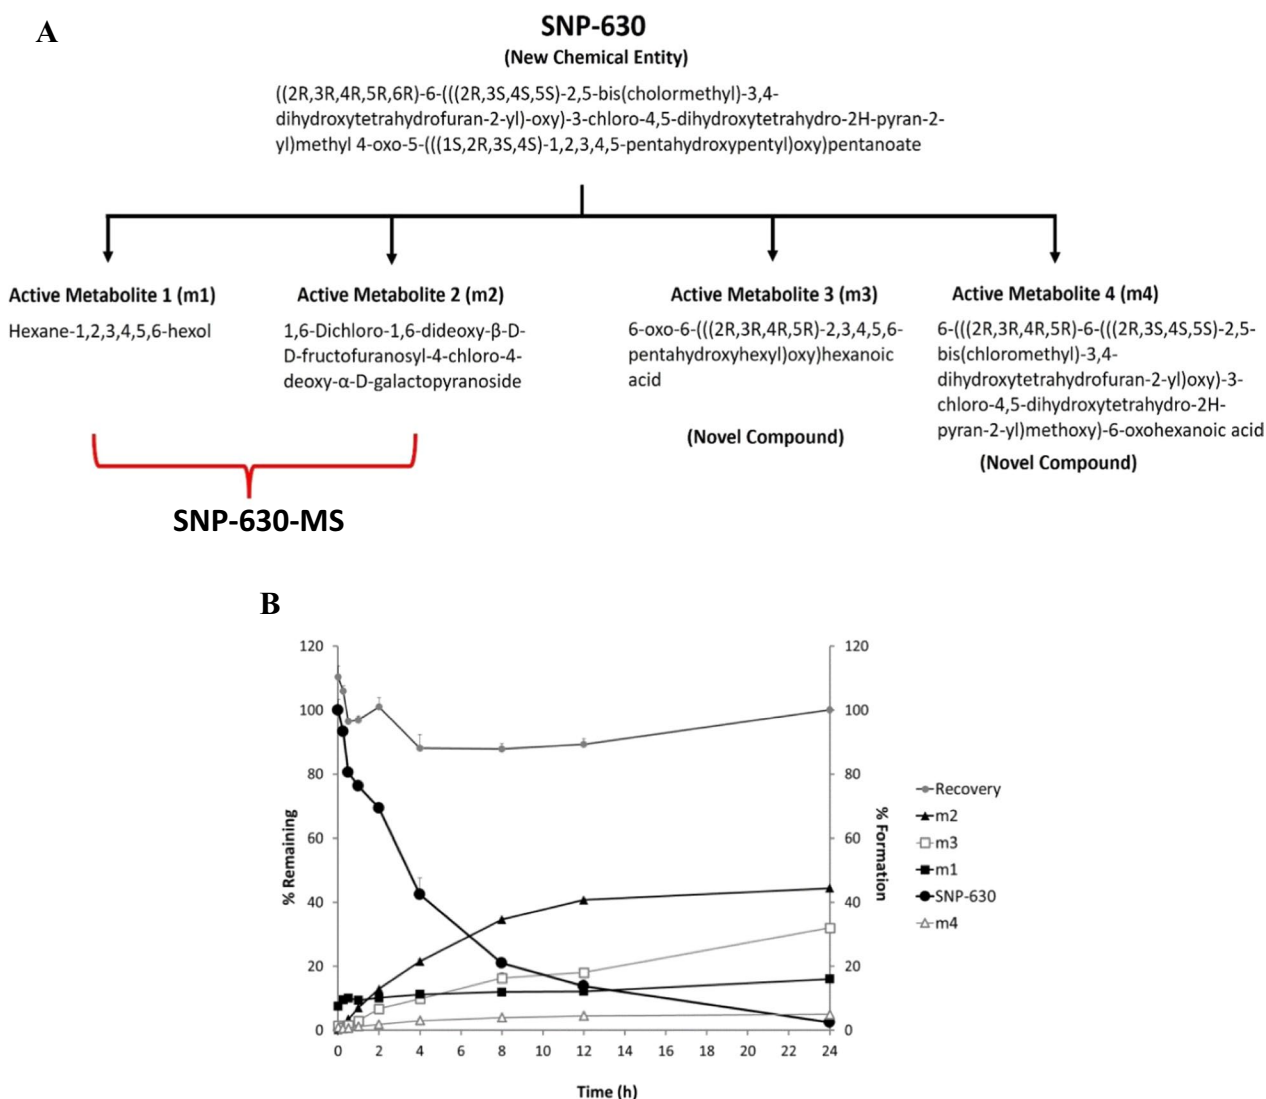 A
SNP-630
(New Chemical Entity)
((2R,3R,4R,5R,6R)-6-(((2R,3S,4S,5S)-2,5-bis(cholormethyl)-3,4-
dihydroxytetrahydrofuran-2-yl)-oxy)-3-chloro-4,5-dihydroxytetrahydro-2H-pyran-2-
yl)methyl 4-oxo-5-(((1S,2R,3S,4S)-1,2,3,4,5-pentahydroxypentyl)oxy)pentanoate
Active Metabolite 1 (m1)
Hexane-1,2,3,4,5,6-hexol
Active Metabolite 2 (m2)
1,6-Dichloro-1,6-dideoxy-β-D-
D-fructofuranosyl-4-chloro-4-
deoxy-α-D-galactopyranoside
Active Metabolite 3 (m3)
6-oxo-6-(((2R,3R,4R,5R)-2,3,4,5,6-
pentahydroxyhexyl)oxy)hexanoic
acid
(Novel Compound)
Active Metabolite 4 (m4)
6-(((2R,3R,4R,5R)-6-(((2R,3S,4S,5S)-2,5-
bis(chloromethyl)-3,4-
dihydroxytetrahydrofuran-2-yl)oxy)-3-
chloro-4,5-dihydroxytetrahydro-2H-
pyran-2-yl)methoxy)-6-oxohexanoic acid
(Novel Compound)
SNP-630-MS
B
120
100
80
60
40
20
0
% Remaining
120
100
80
60
40
20
0
% Formation
0 2 4 6 8 10 12 14 16 18 20 22 24
Time (h)
Recovery
m2
m3
m1
SNP-630
m4